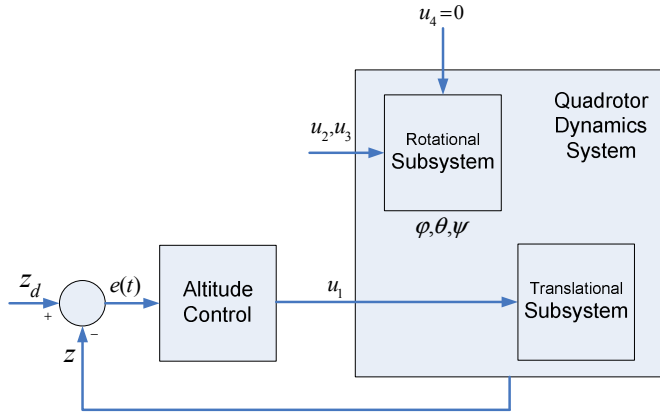 u₄=0
Quadrotor
Dynamics
System
u₂,u₃
Rotational
Subsystem
φ,θ,ψ
z_d
+
−
e(t)
Altitude
Control
u₁
Translational
Subsystem
z